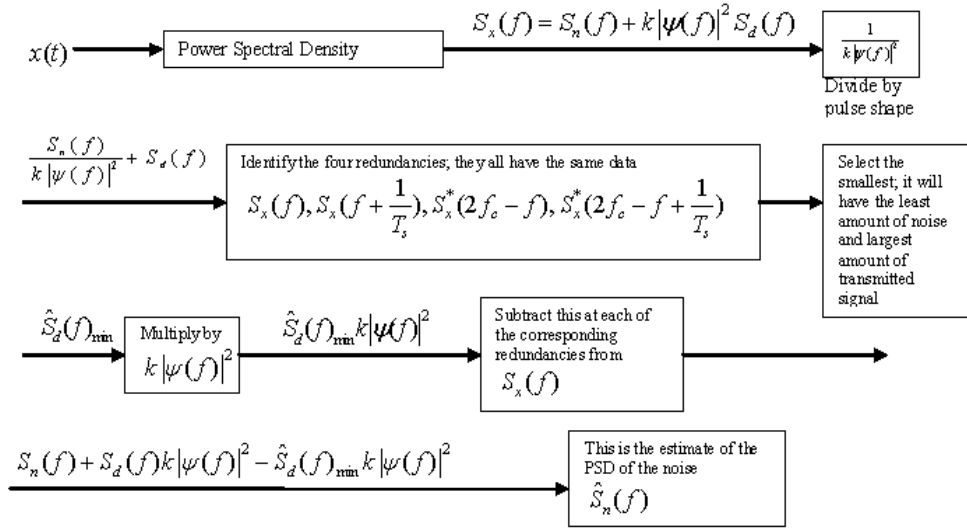 x(t)
Power Spectral Density
S_x(f) = S_n(f) + k|ψ(f)|² S_d(f)
1 / k|ψ(f)|²
Divide by
pulse shape
S_n(f) / k|ψ(f)|² + S_d(f)
Identify the four redundancies; they all have the same data
S_x(f), S_x(f + 1/T_s), S_x^*(2f_c − f), S_x^*(2f_c − f + 1/T_s)
Select the
smallest; it will
have the least
amount of noise
and largest
amount of
transmitted
signal
Ŝ_d(f)_min
Multiply by
k|ψ(f)|²
Ŝ_d(f)_min k|ψ(f)|²
Subtract this at each of
the corresponding
redundancies from
S_x(f)
S_n(f) + S_d(f)k|ψ(f)|² − Ŝ_d(f)_min k|ψ(f)|²
This is the estimate of the
PSD of the noise
Ŝ_n(f)